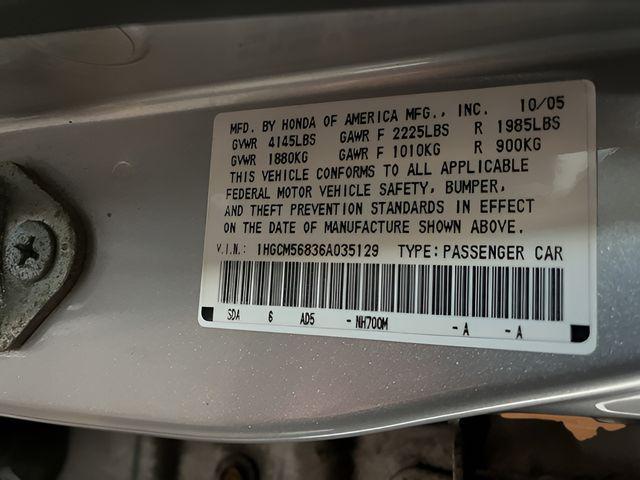 MFD. BY HONDA OF AMERICA MFG., INC. 10/05
GVWR 4145LBS GAWR F 2225LBS R 1985LBS
GVWR 1880KG GAWR F 1010KG R 900KG
THIS VEHICLE CONFORMS TO ALL APPLICABLE
FEDERAL MOTOR VEHICLE SAFETY, BUMPER,
AND THEFT PREVENTION STANDARDS IN EFFECT
ON THE DATE OF MANUFACTURE SHOWN ABOVE.
V.I.N.: 1HGCM56836A035129 TYPE: PASSENGER CAR
SDA 6 AD5 - NH700M - A - A